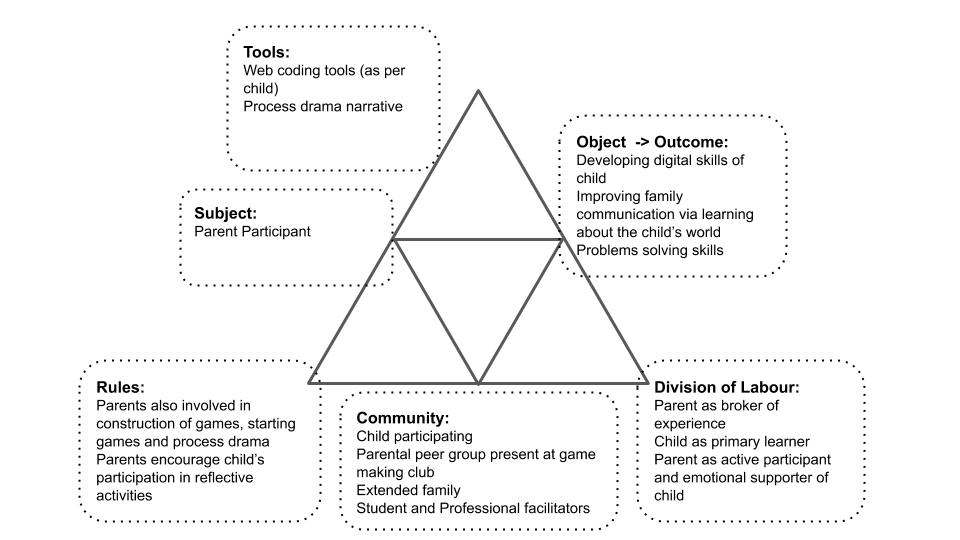 Tools:
Web coding tools (as per
child)
Process drama narrative
Object -> Outcome:
Developing digital skills of
child
Improving family
communication via learning
about the child's world
Problems solving skills
Subject:
Parent Participant
Rules:
Parents also involved in
construction of games, starting
games and process drama
Parents encourage child's
participation in reflective
activities
Community:
Child participating
Parental peer group present at game
making club
Extended family
Student and Professional facilitators
Division of Labour:
Parent as broker of
experience
Child as primary learner
Parent as active participant
and emotional supporter of
child